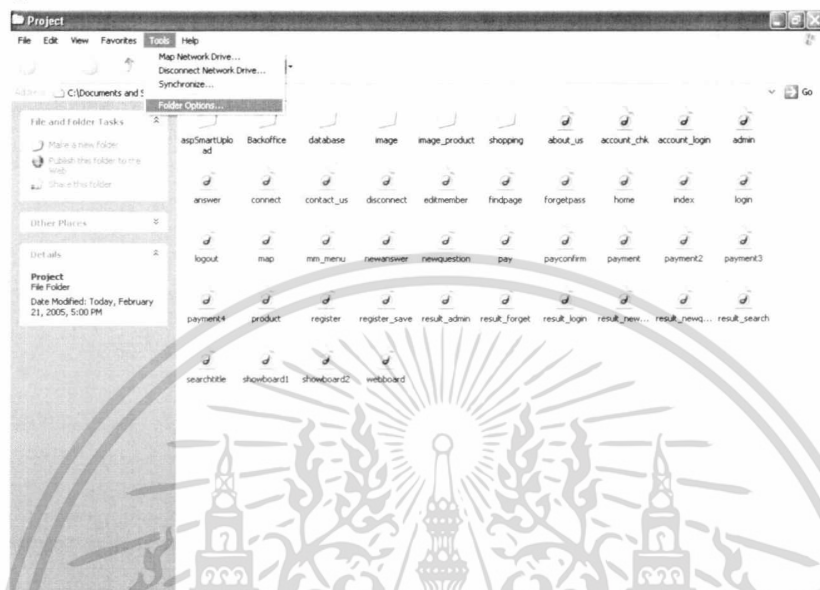 Project
File Edit View Favorites Tools Help
Map Network Drive...
Disconnect Network Drive...
Synchronize...
Folder Options...
Address C:\Documents and S
Go
File and Folder Tasks
Make a new folder
Publish this folder to the
Web
Share this folder
Other Places
Details
Project
File Folder
Date Modified: Today, February
21, 2005, 5:00 PM
aspSmartUplo
ad
Backoffice database image image_product shopping about_us account_chk account_login admin
answer connect contact_us disconnect editmember findpage forgetpass home index login
logout map mm_menu newanswer newquestion pay payconfirm payment payment2 payment3
payment4 product register register_save result_admin result_forget result_login result_new... result_newq... result_search
searchtitle showboard1 showboard2 webboard